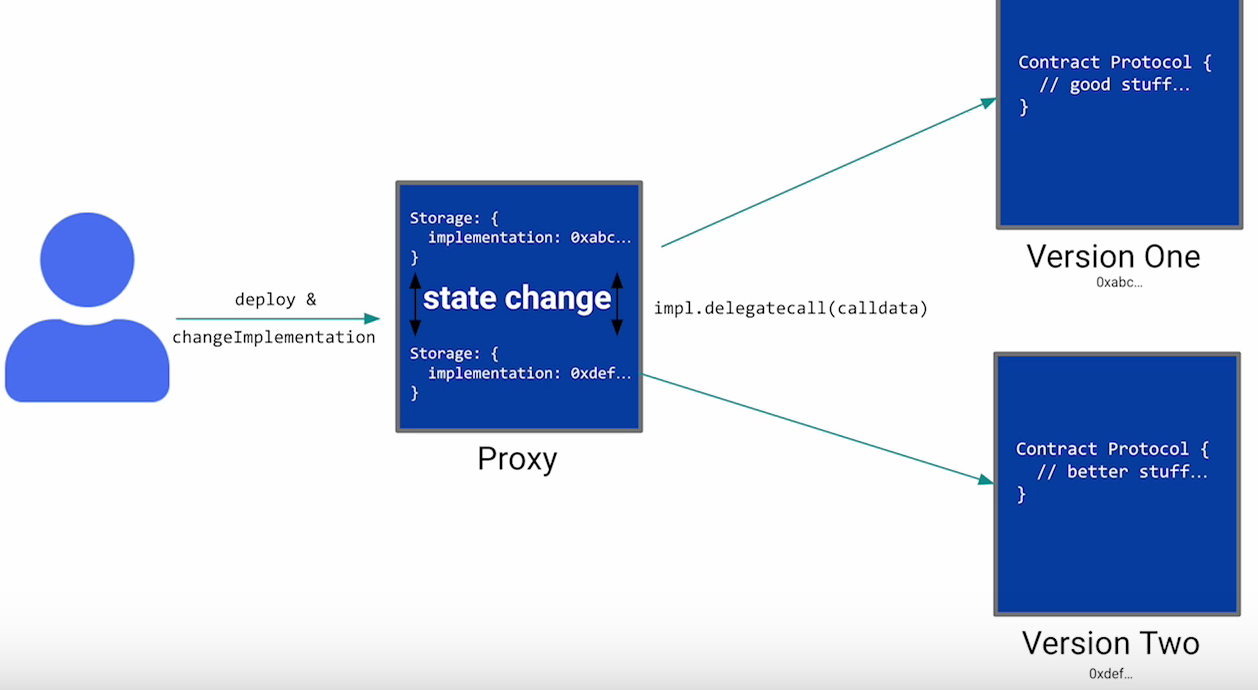 deploy &
changeImplementation
Storage: {
implementation: 0xabc...
}
state change
Storage: {
implementation: 0xdef...
}
Proxy
impl.delegatecall(calldata)
Contract Protocol {
// good stuff...
}
Version One
0xabc...
Contract Protocol {
// better stuff...
}
Version Two
0xdef...